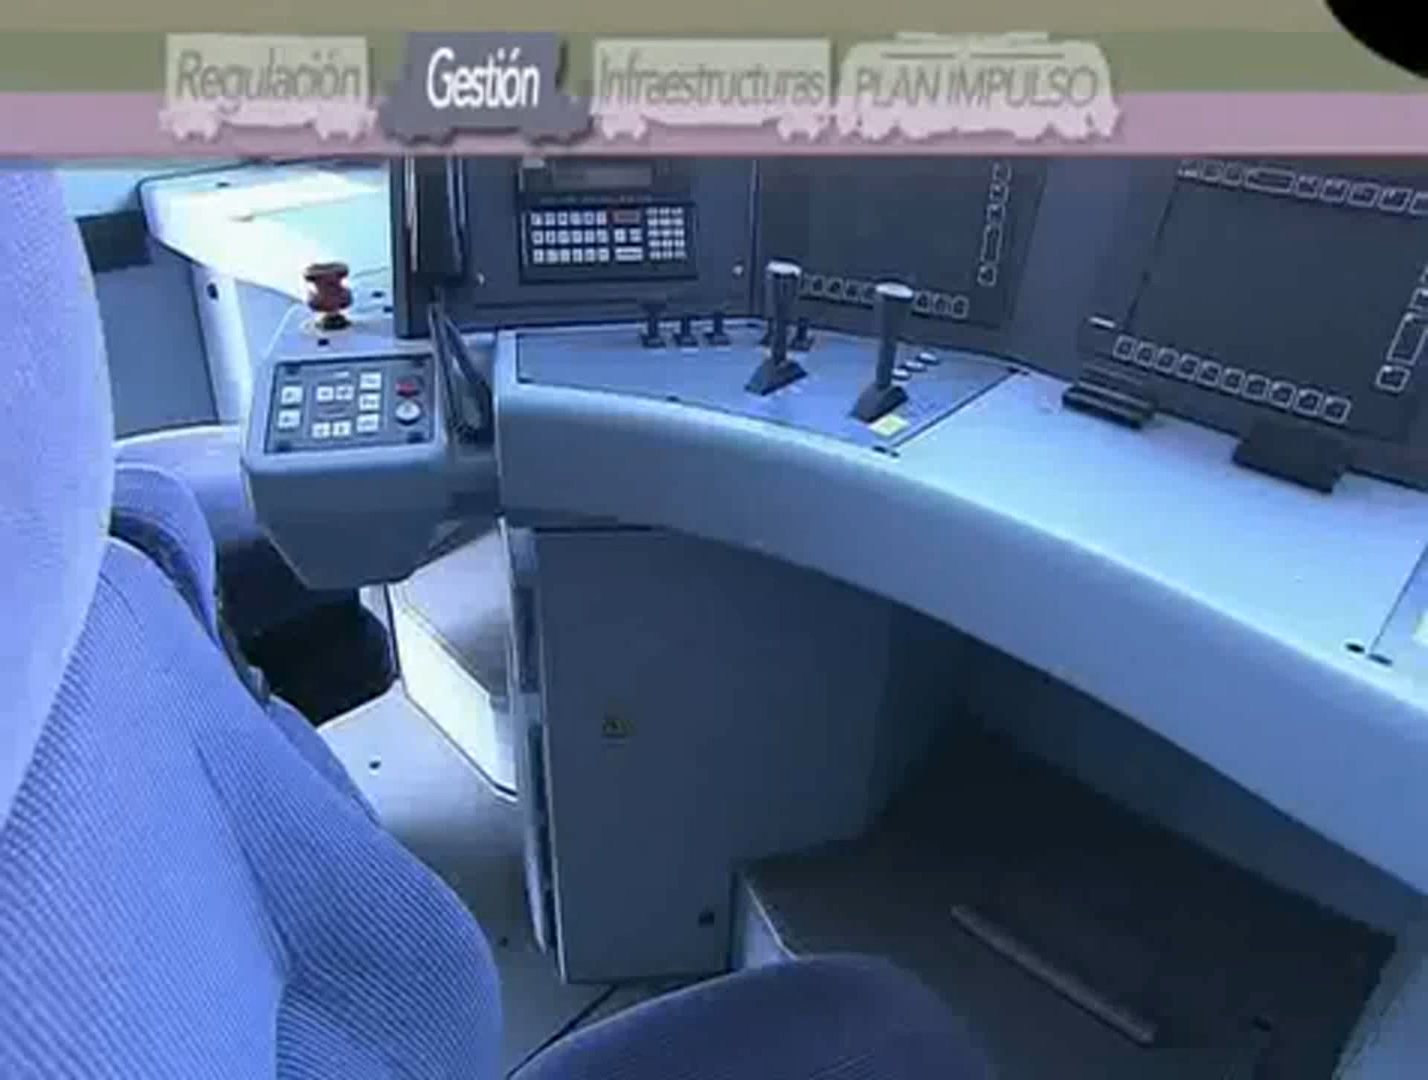 Regulación
Gestión
Infraestructuras
PLAN IMPULSO